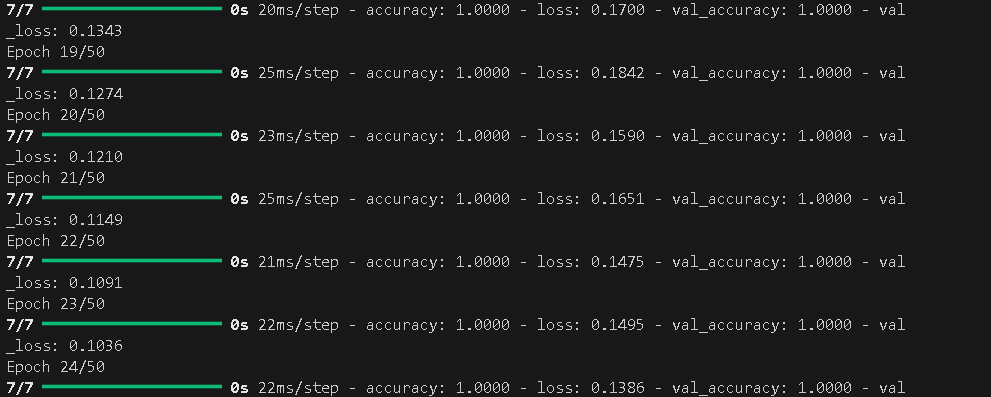 7/7 0s 20ms/step - accuracy: 1.0000 - loss: 0.1700 - val_accuracy: 1.0000 - val
_loss: 0.1343
Epoch 19/50
7/7 0s 25ms/step - accuracy: 1.0000 - loss: 0.1842 - val_accuracy: 1.0000 - val
_loss: 0.1274
Epoch 20/50
7/7 0s 23ms/step - accuracy: 1.0000 - loss: 0.1590 - val_accuracy: 1.0000 - val
_loss: 0.1210
Epoch 21/50
7/7 0s 25ms/step - accuracy: 1.0000 - loss: 0.1651 - val_accuracy: 1.0000 - val
_loss: 0.1149
Epoch 22/50
7/7 0s 21ms/step - accuracy: 1.0000 - loss: 0.1475 - val_accuracy: 1.0000 - val
_loss: 0.1091
Epoch 23/50
7/7 0s 22ms/step - accuracy: 1.0000 - loss: 0.1495 - val_accuracy: 1.0000 - val
_loss: 0.1036
Epoch 24/50
7/7 0s 22ms/step - accuracy: 1.0000 - loss: 0.1386 - val_accuracy: 1.0000 - val